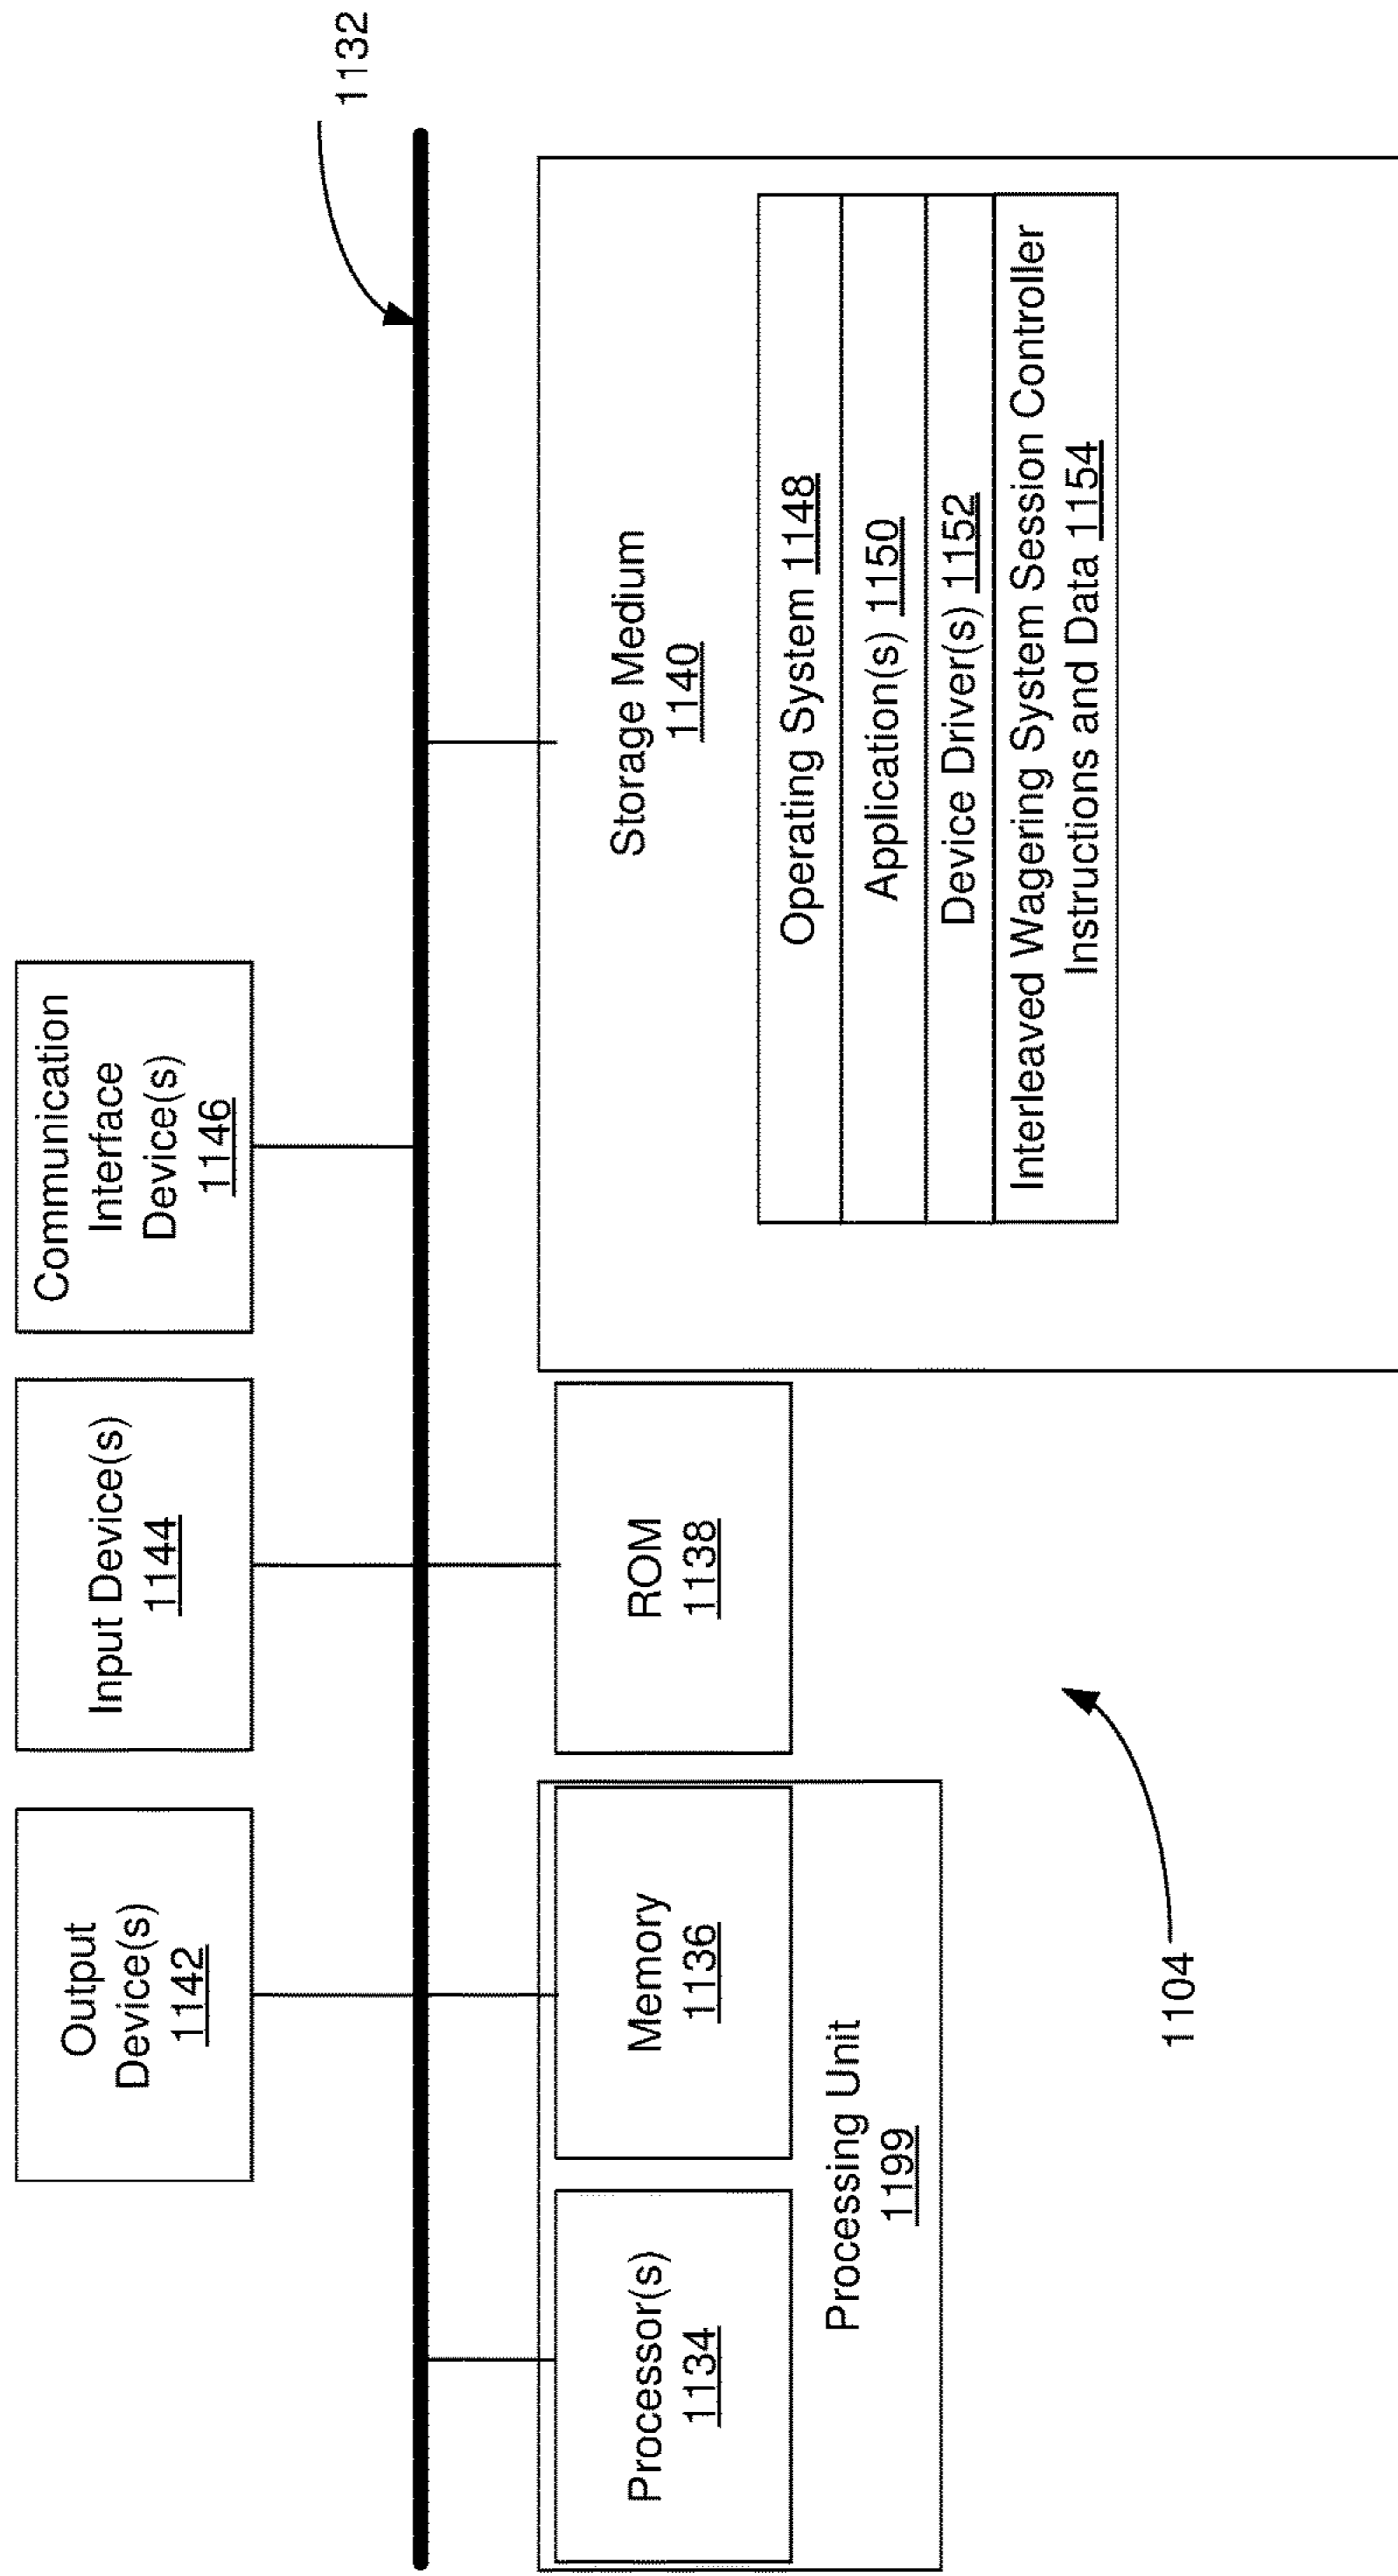 Output
Device(s)
1142
Input Device(s)
1144
Communication
Interface
Device(s)
1146
1132
Processor(s)
1134
Memory
1136
Processing Unit
1199
ROM
1138
Storage Medium
1140
Operating System 1148
Application(s) 1150
Device Driver(s) 1152
Interleaved Wagering System Session Controller
Instructions and Data 1154
1104